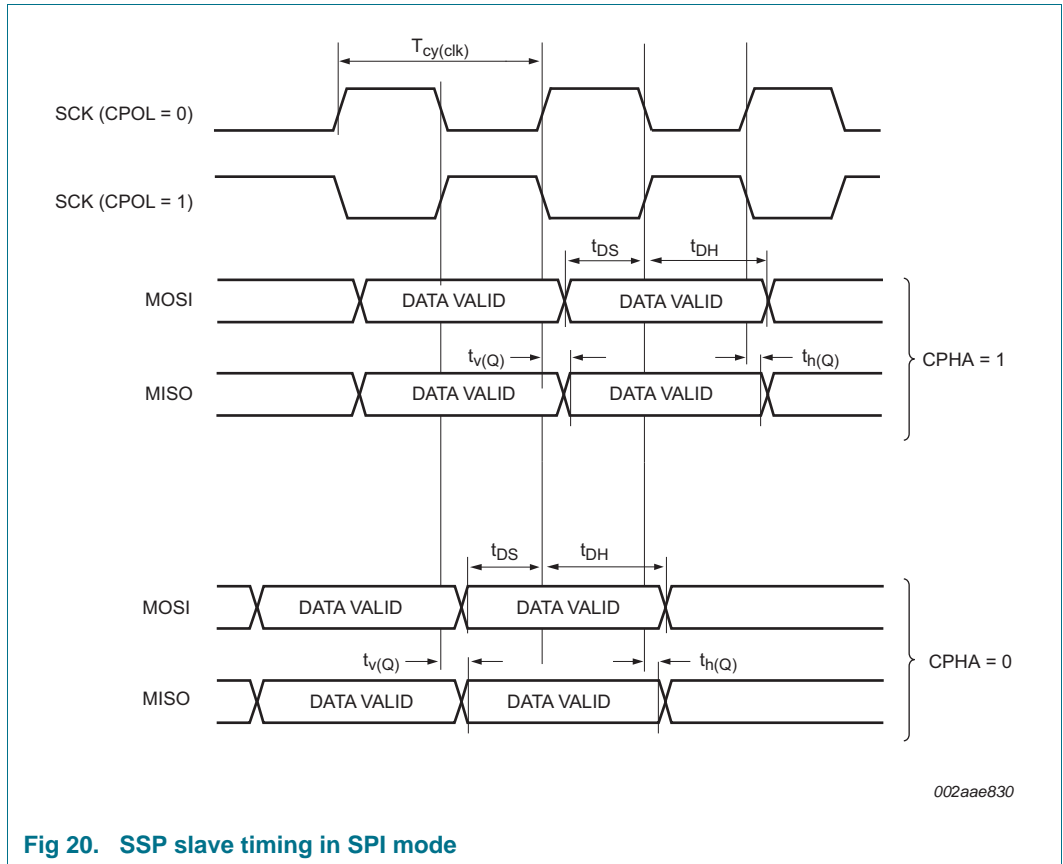 Tcy(clk)
SCK (CPOL = 0)
SCK (CPOL = 1)
tDS tDH
MOSI DATA VALID DATA VALID
tv(Q) th(Q)
CPHA = 1
MISO DATA VALID DATA VALID
tDS tDH
MOSI DATA VALID DATA VALID
tv(Q) th(Q)
CPHA = 0
MISO DATA VALID DATA VALID
002aae830
Fig 20. SSP slave timing in SPI mode